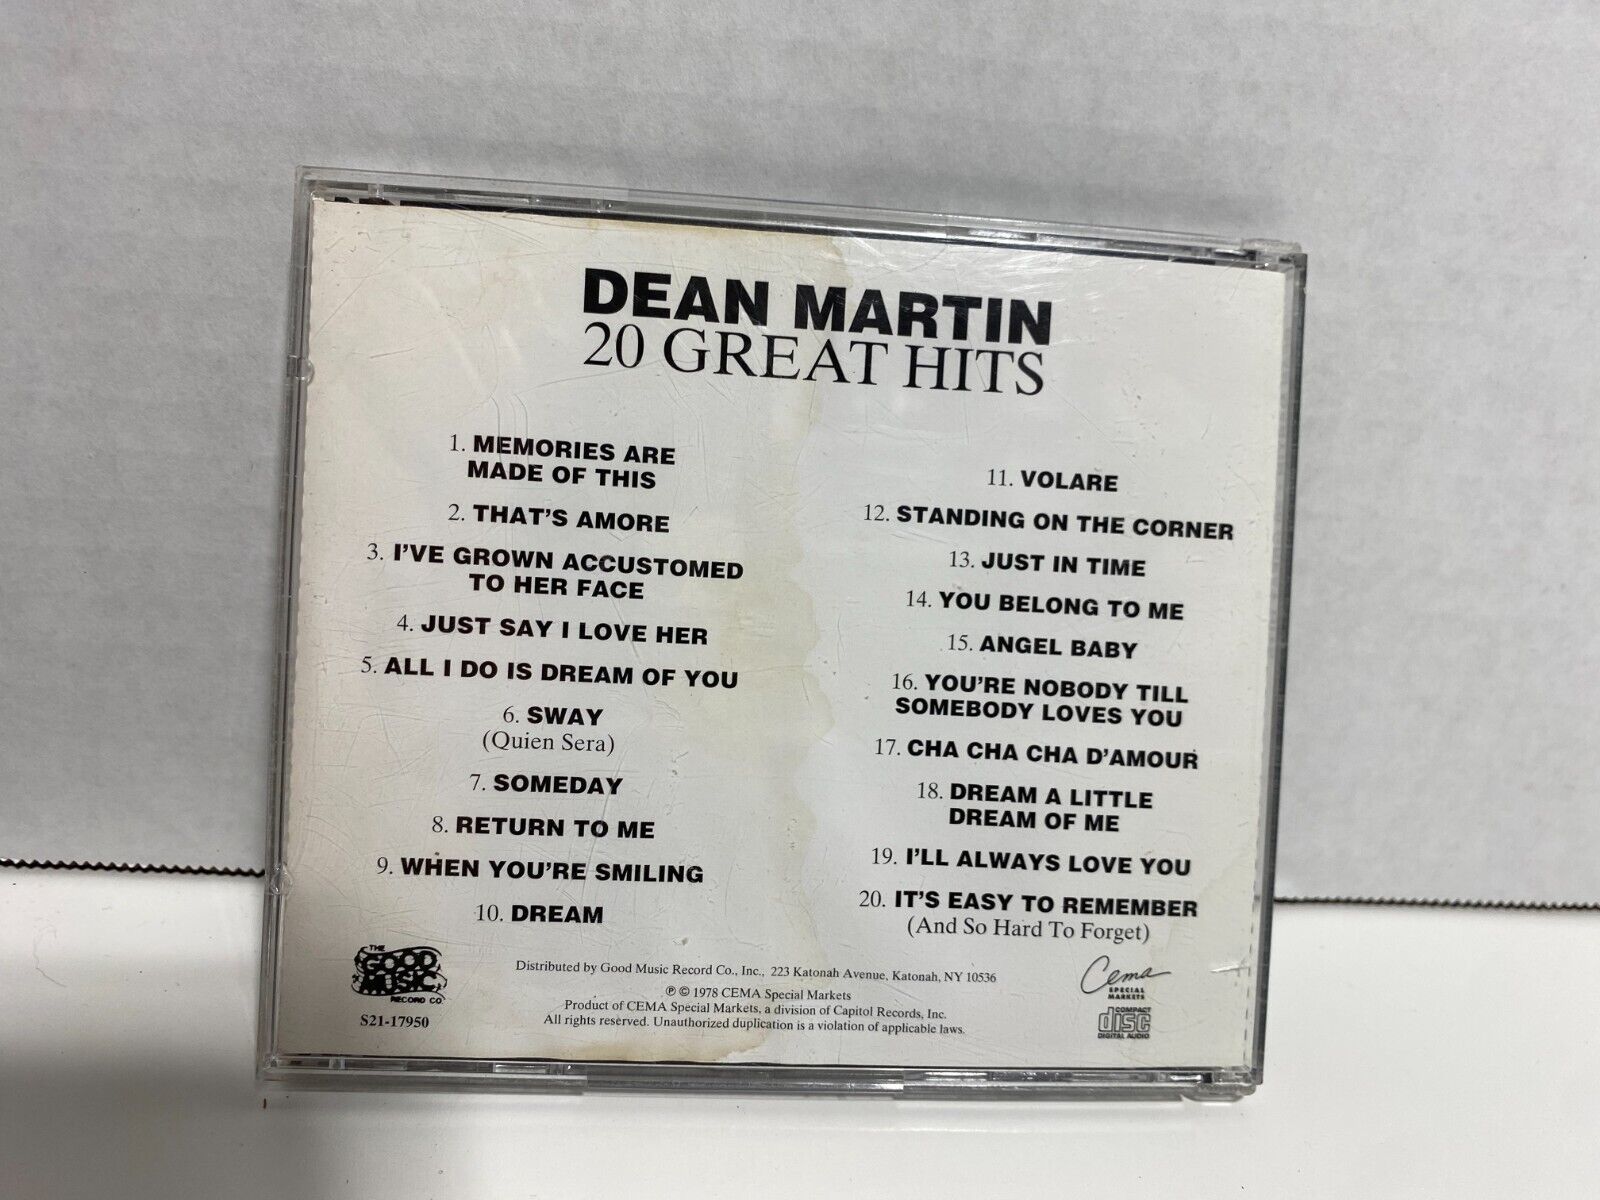 DEAN MARTIN
20 GREAT HITS
1. MEMORIES ARE
MADE OF THIS
2. THAT'S AMORE
3. I'VE GROWN ACCUSTOMED
TO HER FACE
4. JUST SAY I LOVE HER
5. ALL I DO IS DREAM OF YOU
6. SWAY
(Quien Sera)
7. SOMEDAY
8. RETURN TO ME
9. WHEN YOU'RE SMILING
10. DREAM
11. VOLARE
12. STANDING ON THE CORNER
13. JUST IN TIME
14. YOU BELONG TO ME
15. ANGEL BABY
16. YOU'RE NOBODY TILL
SOMEBODY LOVES YOU
17. CHA CHA CHA D'AMOUR
18. DREAM A LITTLE
DREAM OF ME
19. I'LL ALWAYS LOVE YOU
20. IT'S EASY TO REMEMBER
(And So Hard To Forget)
THE
GOOD
MUSIC
RECORD CO.
S21-17950
Distributed by Good Music Record Co., Inc., 223 Katonah Avenue, Katonah, NY 10536
℗ © 1978 CEMA Special Markets
Product of CEMA Special Markets, a division of Capitol Records, Inc.
All rights reserved. Unauthorized duplication is a violation of applicable laws.
Cema
SPECIAL
MARKETS
COMPACT
disc
DIGITAL AUDIO